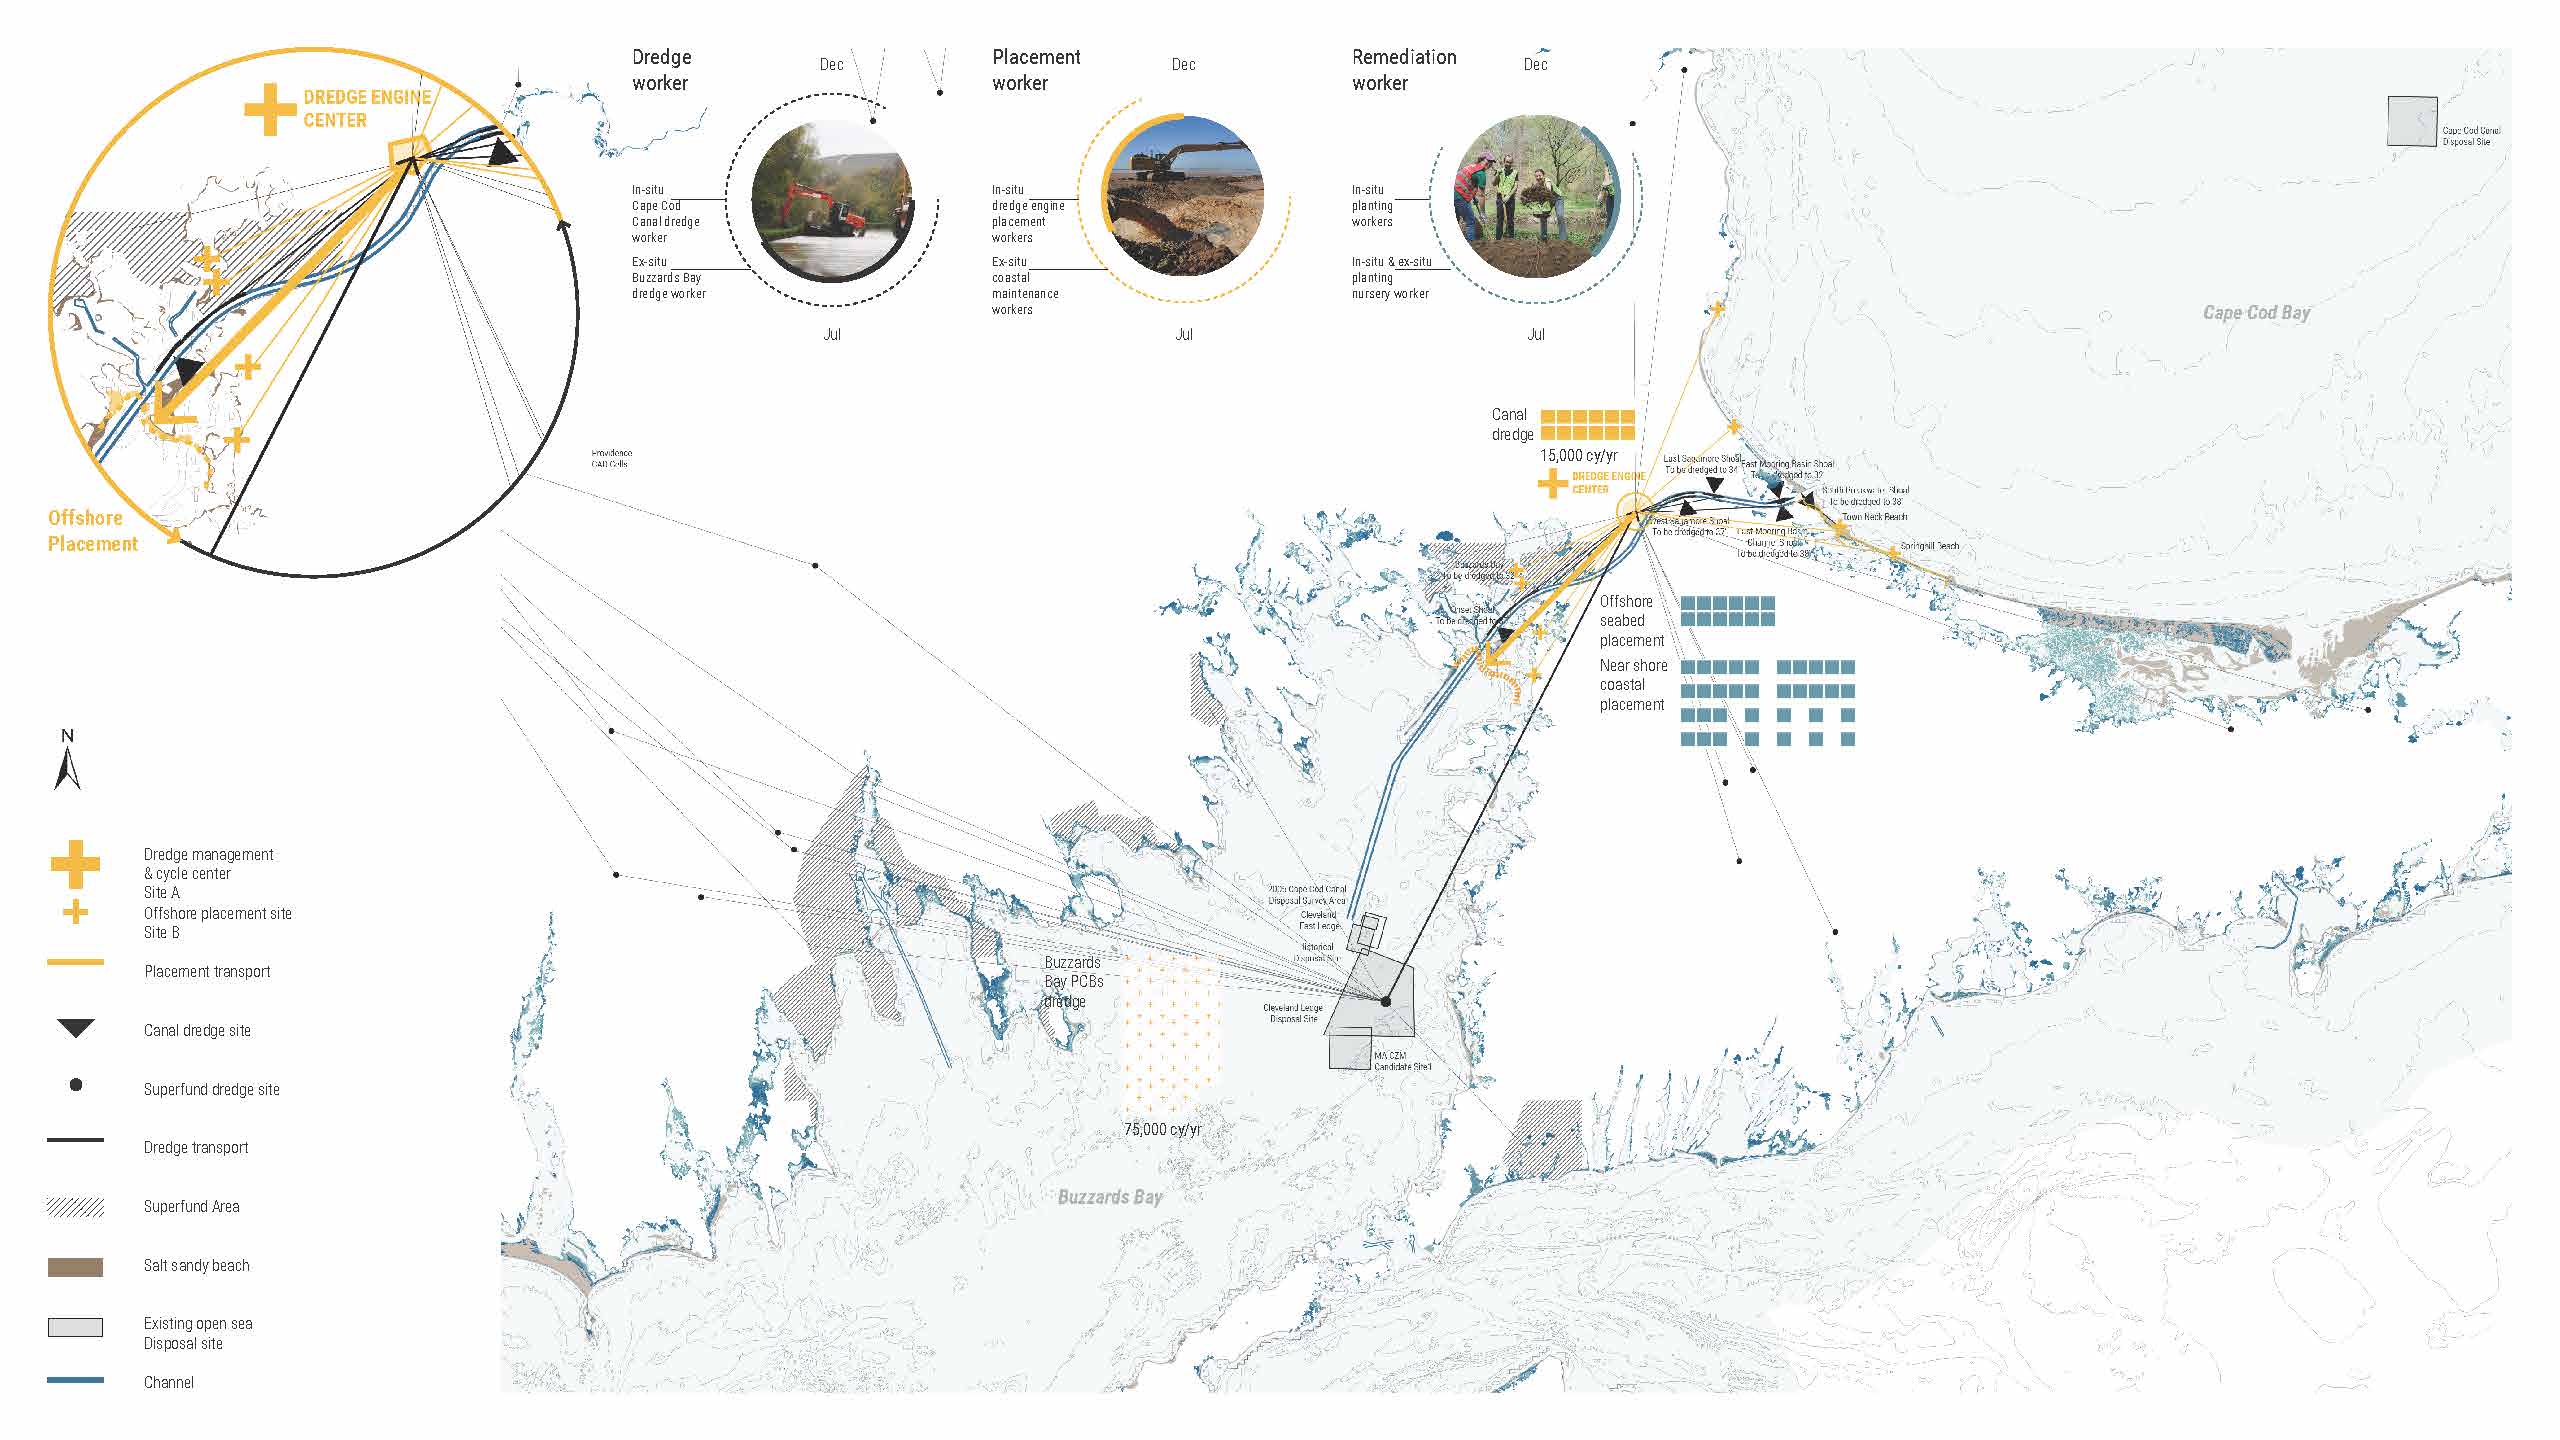 DREDGE ENGINE
CENTER
Offshore
Placement
Dredge
worker
Dec
In-situ
Cape Cod
Canal dredge
worker
Ex-situ
Buzzards Bay
dredge worker
Jul
Placement
worker
Dec
In-situ
dredge engine
placement
workers
Ex-situ
coastal
maintenance
workers
Jul
Remediation
worker
Dec
In-situ
planting
workers
In-situ & ex-situ
planting
nursery worker
Jul
Cape Cod Canal
Disposal Site
Cape Cod Bay
Canal
dredge
15,000 cy/yr
DREDGE ENGINE
CENTER
Providence
CAD Cells
East Sagamore Shoal
To be dredged to 34'
East Mooring Basin Shoal
To be dredged to 32'
South Breakwater Shoal
To be dredged to 38'
Town Neck Beach
West Sagamore Shoal
To be dredged to 37'
East Mooring Basin
Channel Shoal
To be dredged to 38'
Springhill Beach
Buzzards Bay
To be dredged to 32'
Onset Shoal
To be dredged to
Offshore
seabed
placement
Near shore
coastal
placement
2005 Cape Cod Canal
Disposal Survey Area
Cleveland
East Ledge
Historical
Disposal Site
Cleveland Ledge
Disposal Site
MA CZM
Candidate Site1
Buzzards
Bay PCBs
dredge
75,000 cy/yr
Buzzards Bay
N
Dredge management
& cycle center
Site A
Offshore placement site
Site B
Placement transport
Canal dredge site
Superfund dredge site
Dredge transport
Superfund Area
Salt sandy beach
Existing open sea
Disposal site
Channel